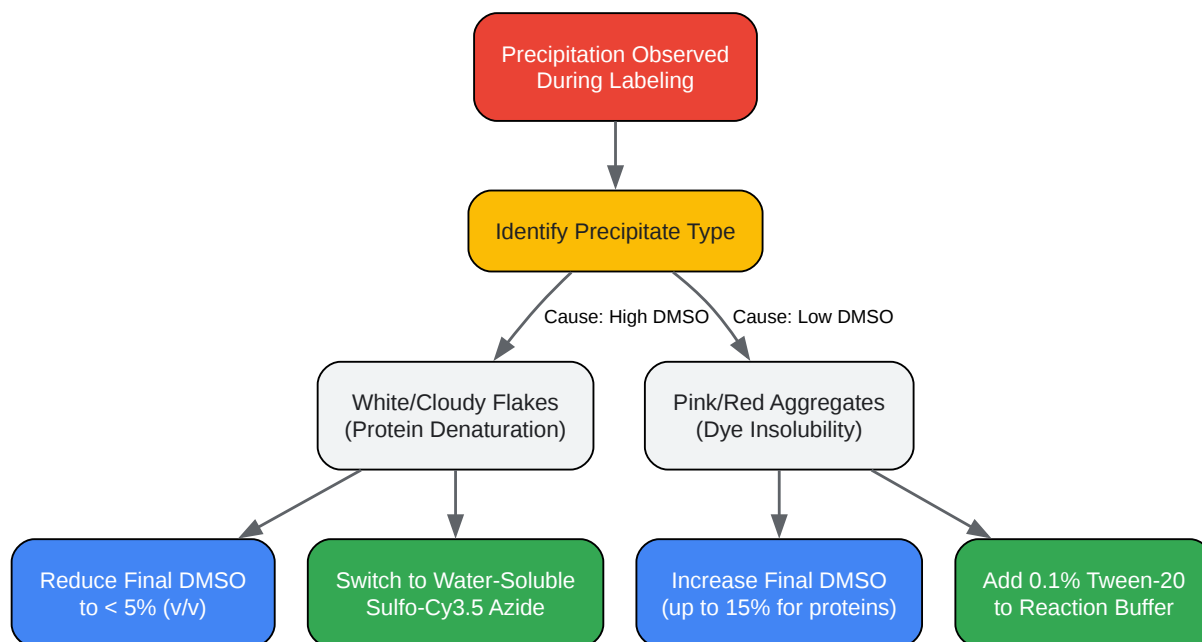 Precipitation Observed
During Labeling
Identify Precipitate Type
Cause: High DMSO
Cause: Low DMSO
White/Cloudy Flakes
(Protein Denaturation)
Pink/Red Aggregates
(Dye Insolubility)
Reduce Final DMSO
to < 5% (v/v)
Switch to Water-Soluble
Sulfo-Cy3.5 Azide
Increase Final DMSO
(up to 15% for proteins)
Add 0.1% Tween-20
to Reaction Buffer